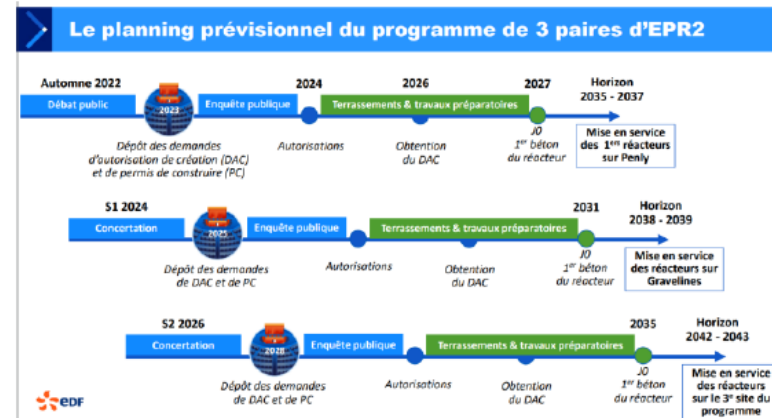 Le planning prévisionnel du programme de 3 paires d'EPR2
Automne 2022
2024
2026
2027
Horizon
2035 - 2037
Débat public
2023
Enquête publique
Terrassements & travaux préparatoires
Dépôt des demandes
d'autorisation de création (DAC)
et de permis de construire (PC)
Autorisations
Obtention
du DAC
J0
1er béton
du réacteur
Mise en service
des 1ers réacteurs
sur Penly
S1 2024
2031
Horizon
2038 - 2039
Concertation
2025
Enquête publique
Terrassements & travaux préparatoires
Dépôt des demandes
de DAC et de PC
Autorisations
Obtention
du DAC
J0
1er béton
du réacteur
Mise en service
des réacteurs sur
Gravelines
S2 2026
2035
Horizon
2042 - 2043
Concertation
2028
Enquête publique
Terrassements & travaux préparatoires
Dépôt des demandes
de DAC et de PC
Autorisations
Obtention
du DAC
J0
1er béton
du réacteur
Mise en service
des réacteurs
sur le 3e site du
programme
eDF